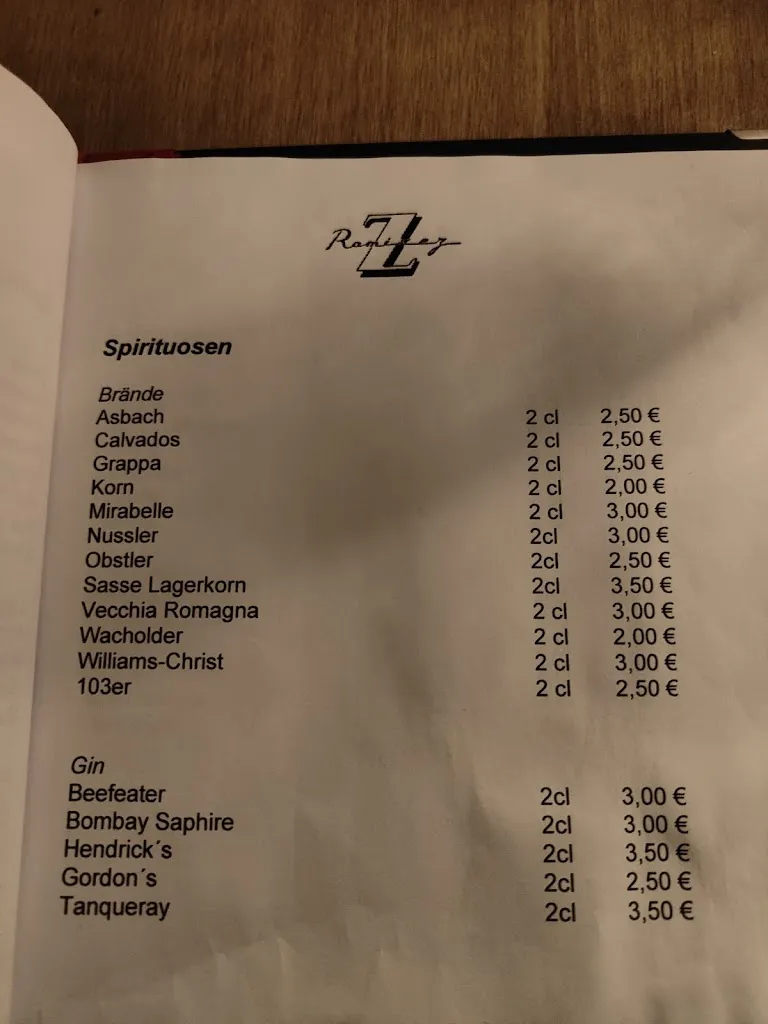 Ramirez
Z
Spirituosen
Brände
Asbach 2 cl 2,50 €
Calvados 2 cl 2,50 €
Grappa 2 cl 2,50 €
Korn 2 cl 2,00 €
Mirabelle 2 cl 3,00 €
Nussler 2cl 3,00 €
Obstler 2cl 2,50 €
Sasse Lagerkorn 2cl 3,50 €
Vecchia Romagna 2 cl 3,00 €
Wacholder 2 cl 2,00 €
Williams-Christ 2 cl 3,00 €
103er 2 cl 2,50 €
Gin
Beefeater 2cl 3,00 €
Bombay Saphire 2cl 3,00 €
Hendrick´s 2cl 3,50 €
Gordon´s 2cl 2,50 €
Tanqueray 2cl 3,50 €